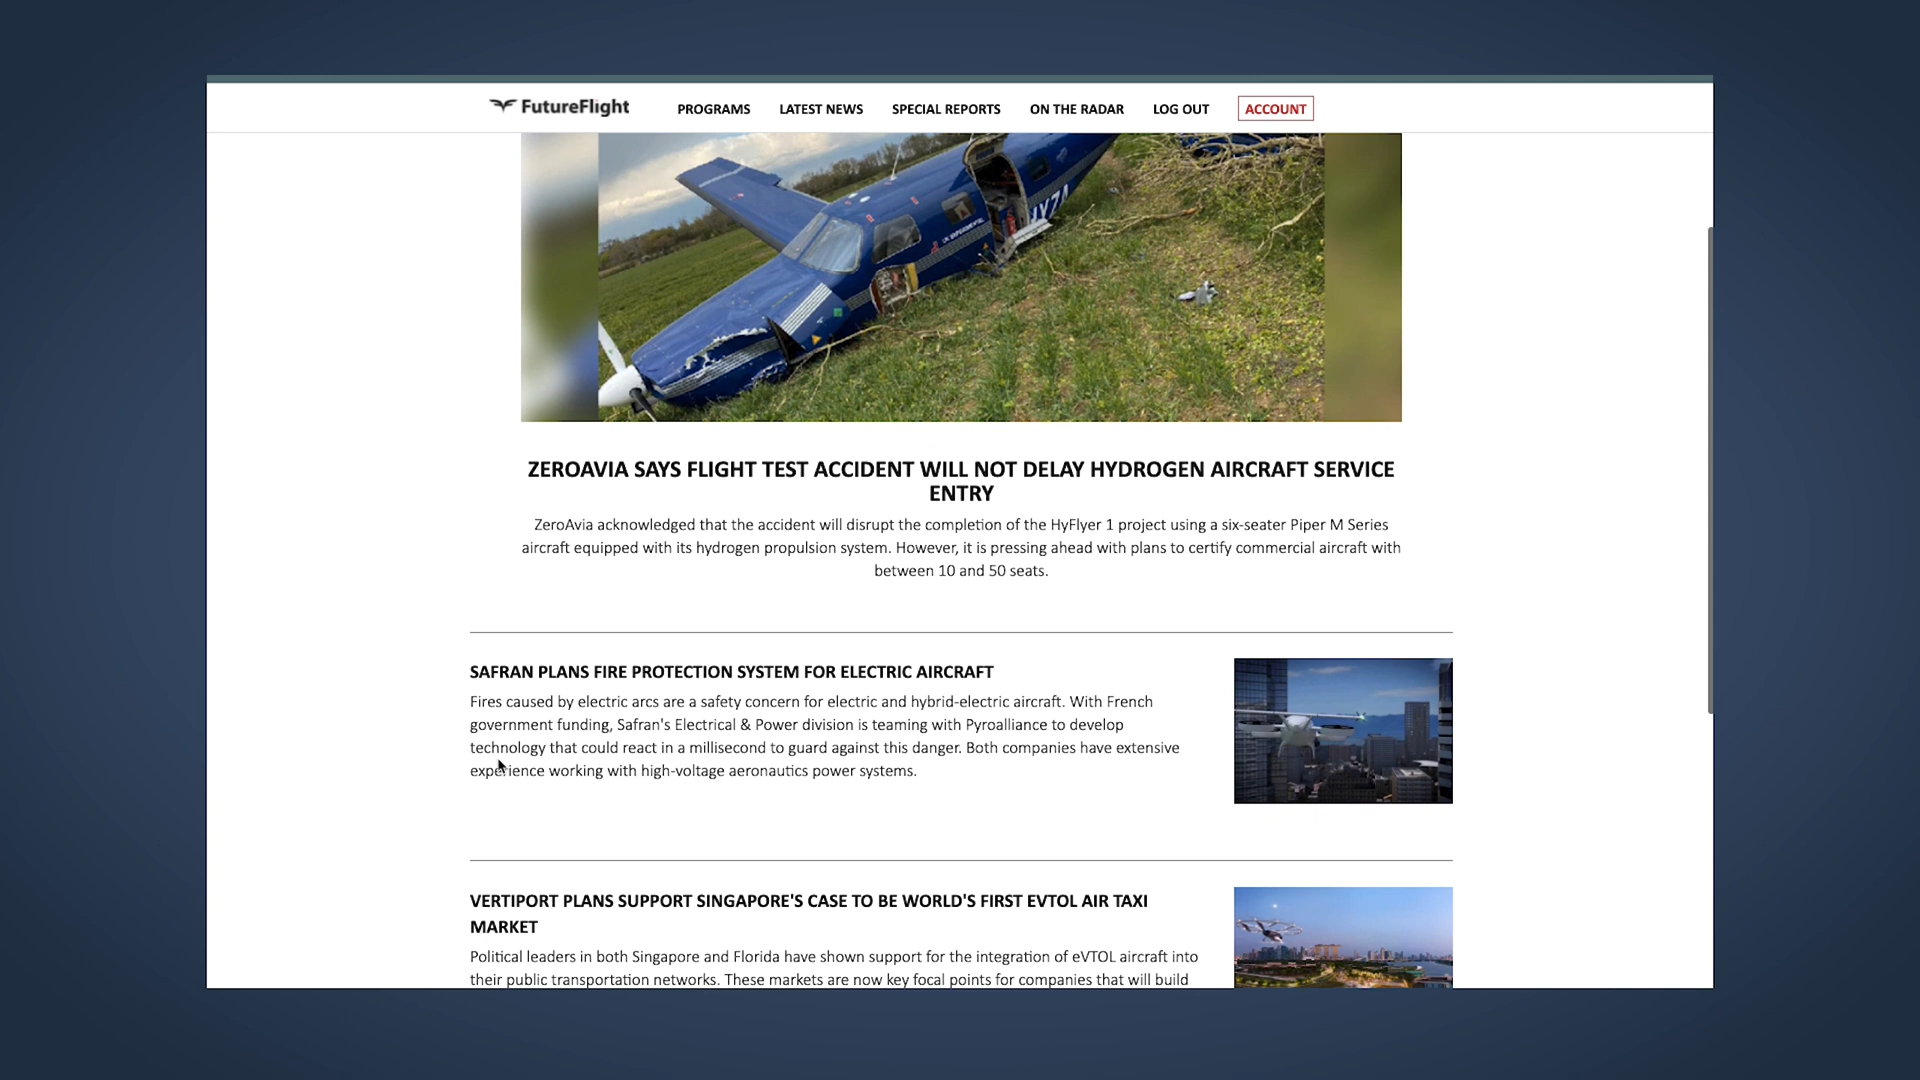 FutureFlight PROGRAMS LATEST NEWS SPECIAL REPORTS ON THE RADAR LOG OUT ACCOUNT
UK EXPERIMENTAL
ZEROAVIA SAYS FLIGHT TEST ACCIDENT WILL NOT DELAY HYDROGEN AIRCRAFT SERVICE
ENTRY
ZeroAvia acknowledged that the accident will disrupt the completion of the HyFlyer 1 project using a six-seater Piper M Series
aircraft equipped with its hydrogen propulsion system. However, it is pressing ahead with plans to certify commercial aircraft with
between 10 and 50 seats.
SAFRAN PLANS FIRE PROTECTION SYSTEM FOR ELECTRIC AIRCRAFT
Fires caused by electric arcs are a safety concern for electric and hybrid-electric aircraft. With French
government funding, Safran's Electrical & Power division is teaming with Pyroalliance to develop
technology that could react in a millisecond to guard against this danger. Both companies have extensive
experience working with high-voltage aeronautics power systems.
VERTIPORT PLANS SUPPORT SINGAPORE'S CASE TO BE WORLD'S FIRST EVTOL AIR TAXI
MARKET
Political leaders in both Singapore and Florida have shown support for the integration of eVTOL aircraft into
their public transportation networks. These markets are now key focal points for companies that will build